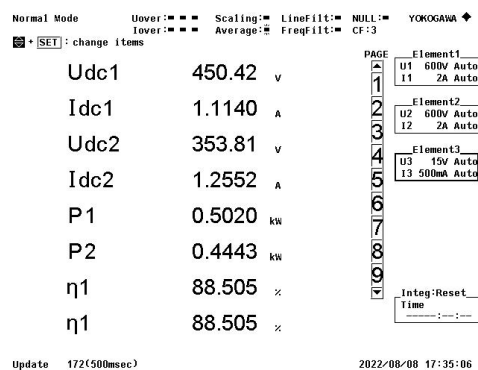 Normal Mode Uover:■ ■ ■ Scaling:■ LineFilt:■ NULL:■ YOKOGAWA ◆
Iover:■ ■ ■ Average:■ FreqFilt:■ CF:3
+ SET : change items
PAGE
Udc1 450.42 V
Idc1 1.1140 A
Udc2 353.81 V
Idc2 1.2552 A
P1 0.5020 kW
P2 0.4443 kW
η1 88.505 %
η1 88.505 %
▲
1
2
3
4
5
6
7
8
9
▼
Element1
U1 600V Auto
I1 2A Auto
Element2
U2 600V Auto
I2 2A Auto
Element3
U3 15V Auto
I3 500mA Auto
Integ:Reset
Time
-----:--:--
Update 172(500msec) 2022/08/08 17:35:06